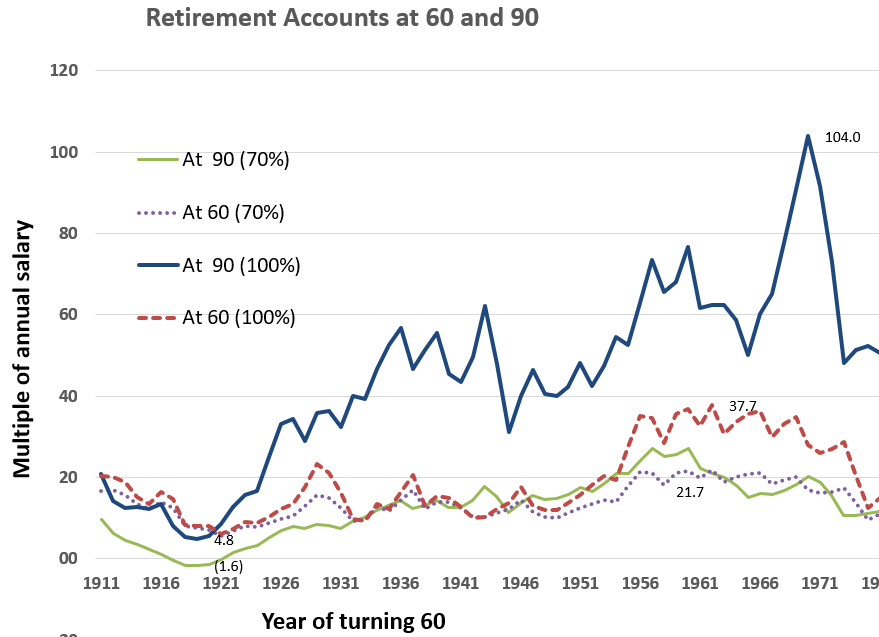 Retirement Accounts at 60 and 90
120
100
80
60
40
20
00
Multiple of annual salary
At 90 (70%)
At 60 (70%)
At 90 (100%)
At 60 (100%)
104.0
37.7
21.7
4.8
(1.6)
1911 1916 1921 1926 1931 1936 1941 1946 1951 1956 1961 1966 1971 19
Year of turning 60